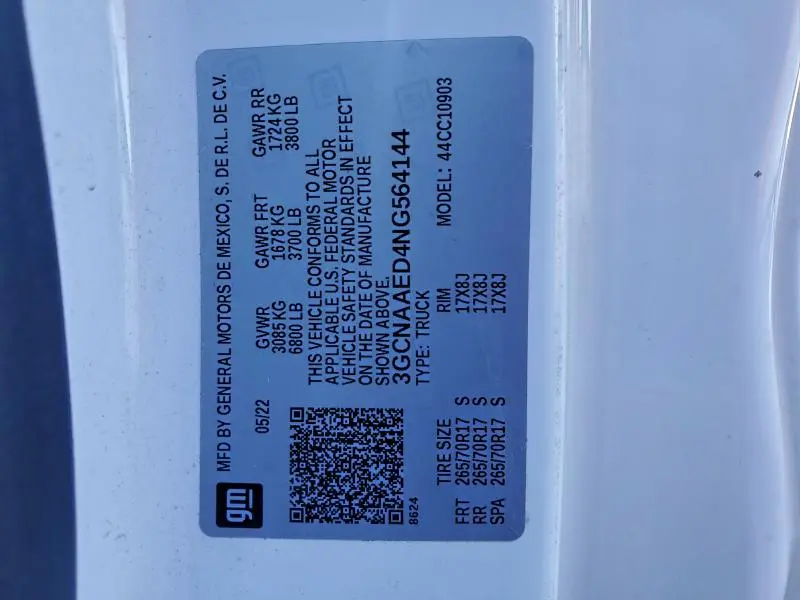 gm
MFD BY GENERAL MOTORS DE MEXICO, S. DE R.L. DE C.V.
05/22
GVWR GAWR FRT GAWR RR
3085 KG 1678 KG 1724 KG
6800 LB 3700 LB 3800 LB
THIS VEHICLE CONFORMS TO ALL
APPLICABLE U.S. FEDERAL MOTOR
VEHICLE SAFETY STANDARDS IN EFFECT
ON THE DATE OF MANUFACTURE
SHOWN ABOVE.
3GCNAAED4NG564144
8624
TYPE: TRUCK MODEL: 44CC10903
TIRE SIZE RIM
FRT 265/70R17 S 17X8J
RR 265/70R17 S 17X8J
SPA 265/70R17 S 17X8J